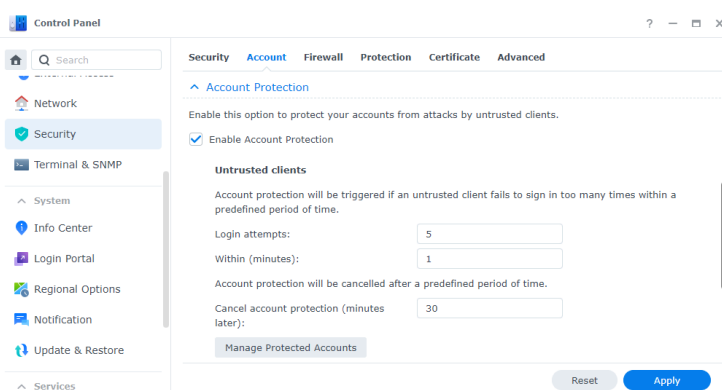 Control Panel
?
Search
Security Account Firewall Protection Certificate Advanced
External Access
Network
Security
Terminal & SNMP
System
Info Center
Login Portal
Regional Options
Notification
Update & Restore
Services
Account Protection
Enable this option to protect your accounts from attacks by untrusted clients.
Enable Account Protection
Untrusted clients
Account protection will be triggered if an untrusted client fails to sign in too many times within a
predefined period of time.
Login attempts: 5
Within (minutes): 1
Account protection will be cancelled after a predefined period of time.
Cancel account protection (minutes 30
later):
Manage Protected Accounts
Reset Apply